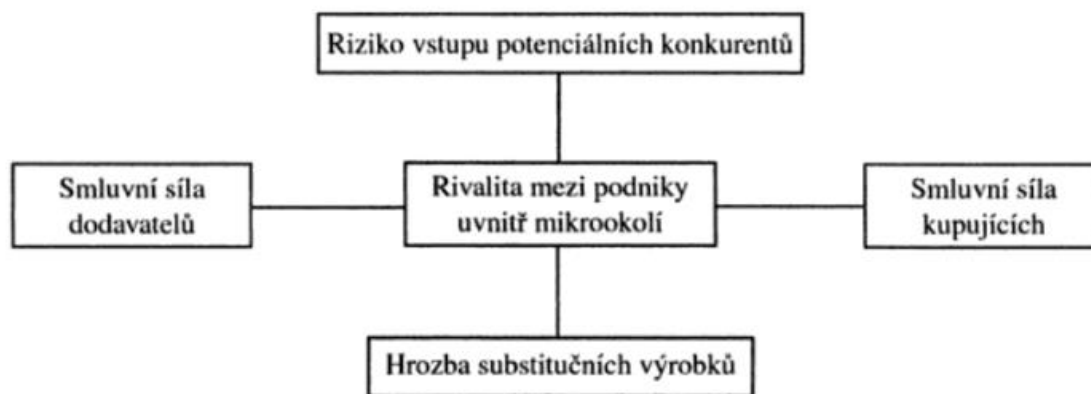 Riziko vstupu potenciálních konkurentů
Smluvní síla
dodavatelů
Rivalita mezi podniky
uvnitř mikrookolí
Smluvní síla
kupujících
Hrozba substitučních výrobků